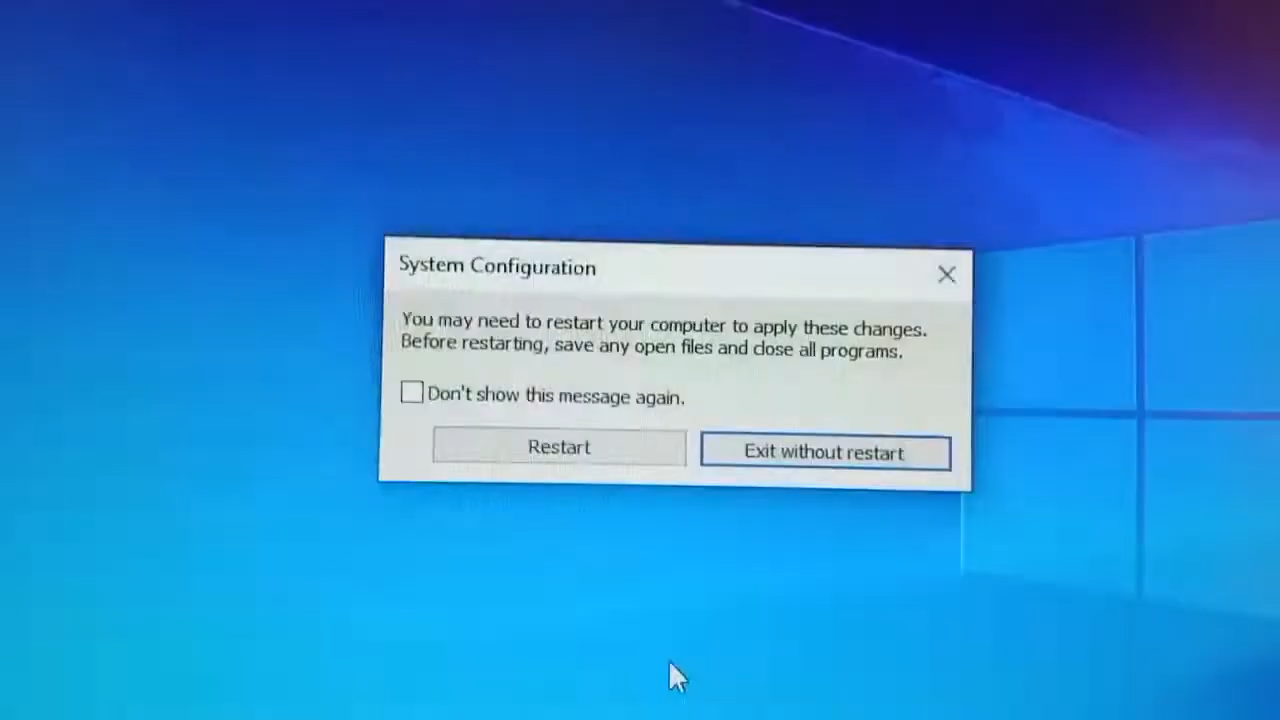 System Configuration
You may need to restart your computer to apply these changes.
Before restarting, save any open files and close all programs.
Don't show this message again.
Restart
Exit without restart